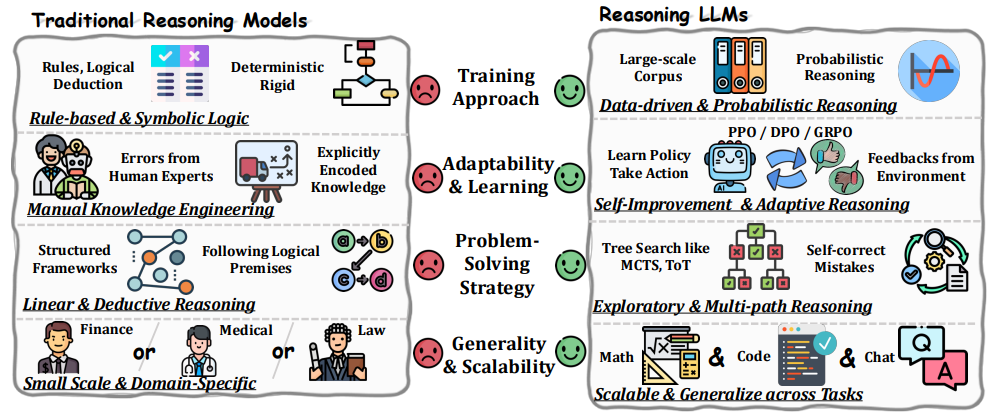 Traditional Reasoning Models
Rules, Logical
Deduction
Deterministic
Rigid
Rule-based & Symbolic Logic
Errors from
Human Experts
Explicitly
Encoded
Knowledge
Manual Knowledge Engineering
Structured
Frameworks
Following Logical
Premises
a
b
c
d
Linear & Deductive Reasoning
Finance
or
Medical
or
Law
Small Scale & Domain-Specific
Training
Approach
Adaptability
& Learning
Problem-
Solving
Strategy
Generality
& Scalability
Reasoning LLMs
Large-scale
Corpus
Probabilistic
Reasoning
Data-driven & Probabilistic Reasoning
PPO / DPO / GRPO
Learn Policy
Take Action
AI
Feedbacks from
Environment
Self-Improvement & Adaptive Reasoning
Tree Search like
MCTS, ToT
Self-correct
Mistakes
Exploratory & Multi-path Reasoning
Math
&
Code
&
Chat
Q
A
Scalable & Generalize across Tasks